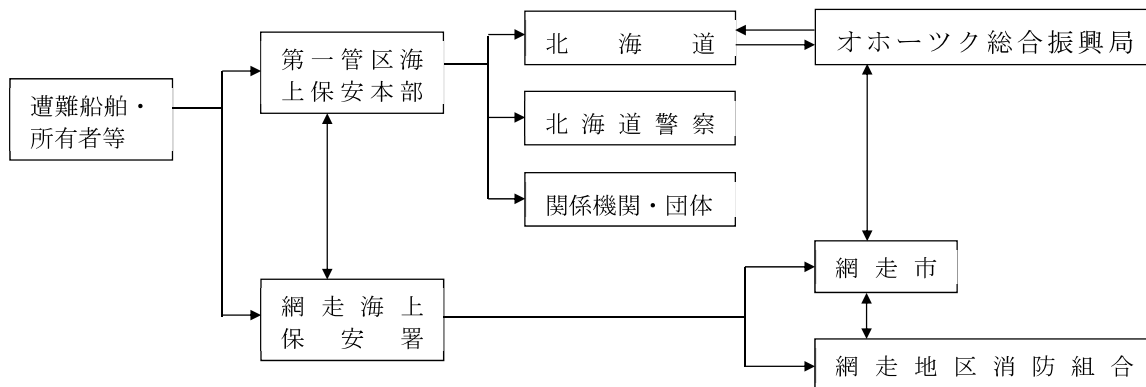 遭難船舶・
所有者等
第一管区海
上保安本部
網走海上
保安署
北海道
北海道警察
関係機関・団体
オホーツク総合振興局
網走市
網走地区消防組合